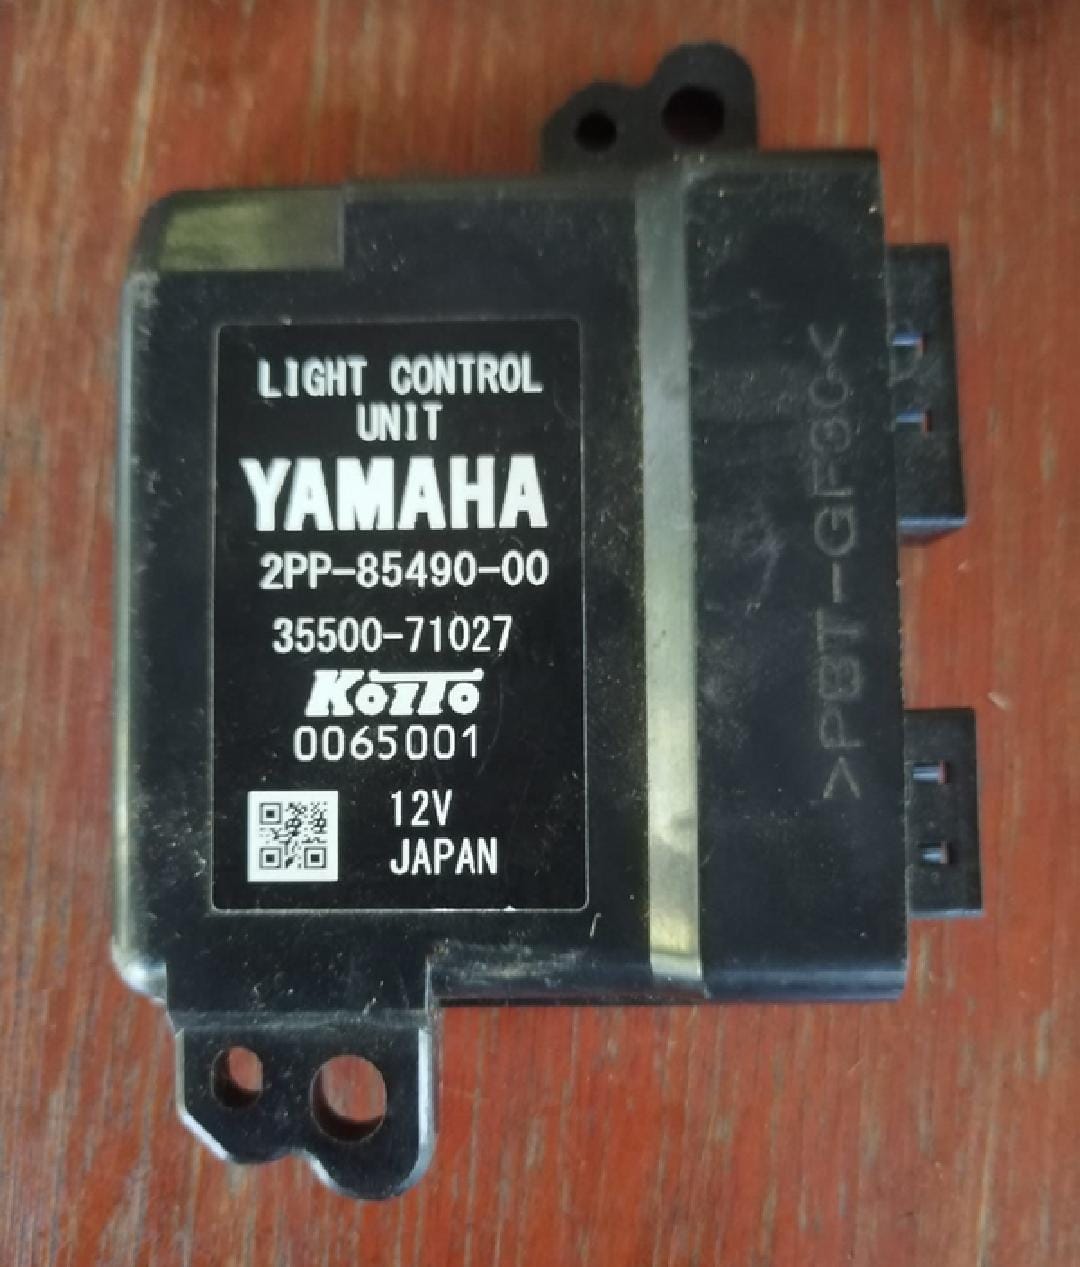 LIGHT CONTROL
UNIT
YAMAHA
2PP-85490-00
35500-71027
KOITO
0065001
12V
JAPAN
>PBT-GF30<